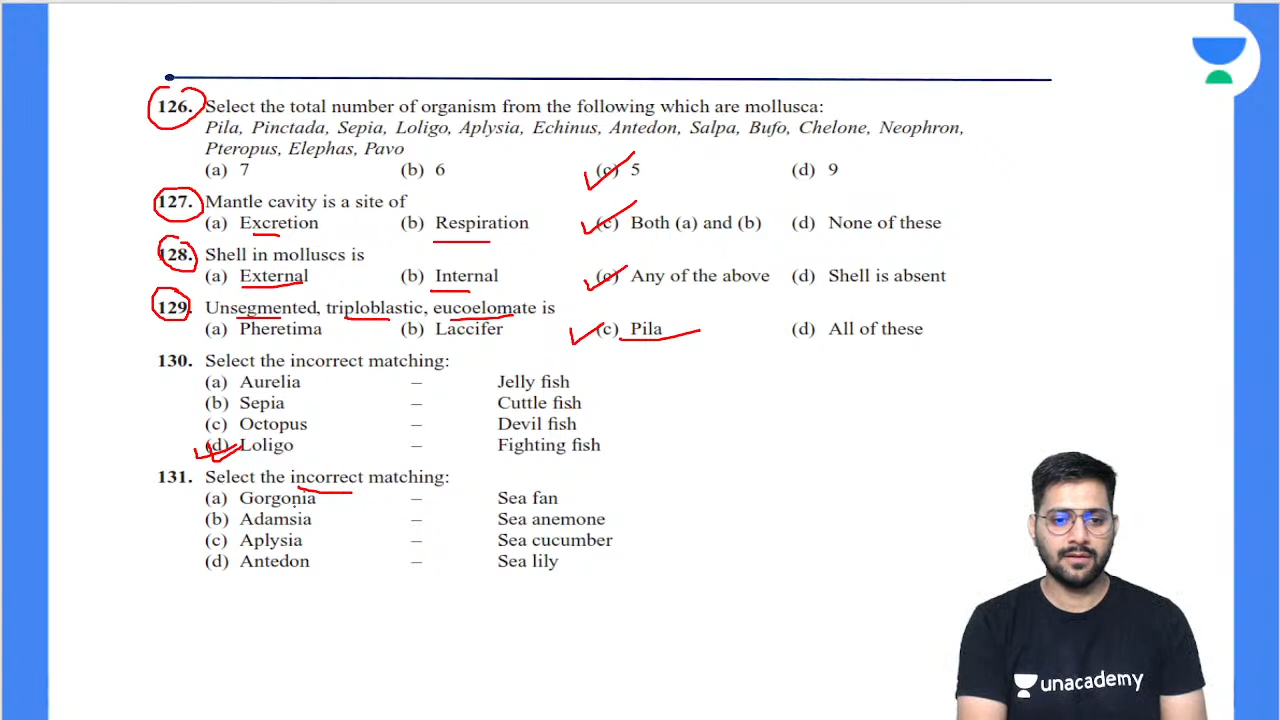 126. Select the total number of organism from the following which are mollusca:
Pila, Pinctada, Sepia, Loligo, Aplysia, Echinus, Antedon, Salpa, Bufo, Chelone, Neophron,
Pteropus, Elephas, Pavo
(a) 7 (b) 6 (c) 5 (d) 9
127. Mantle cavity is a site of
(a) Excretion (b) Respiration (c) Both (a) and (b) (d) None of these
128. Shell in molluscs is
(a) External (b) Internal (c) Any of the above (d) Shell is absent
129. Unsegmented, triploblastic, eucoelomate is
(a) Pheretima (b) Laccifer (c) Pila (d) All of these
130. Select the incorrect matching:
(a) Aurelia – Jelly fish
(b) Sepia – Cuttle fish
(c) Octopus – Devil fish
(d) Loligo – Fighting fish
131. Select the incorrect matching:
(a) Gorgonia – Sea fan
(b) Adamsia – Sea anemone
(c) Aplysia – Sea cucumber
(d) Antedon – Sea lily
unacademy